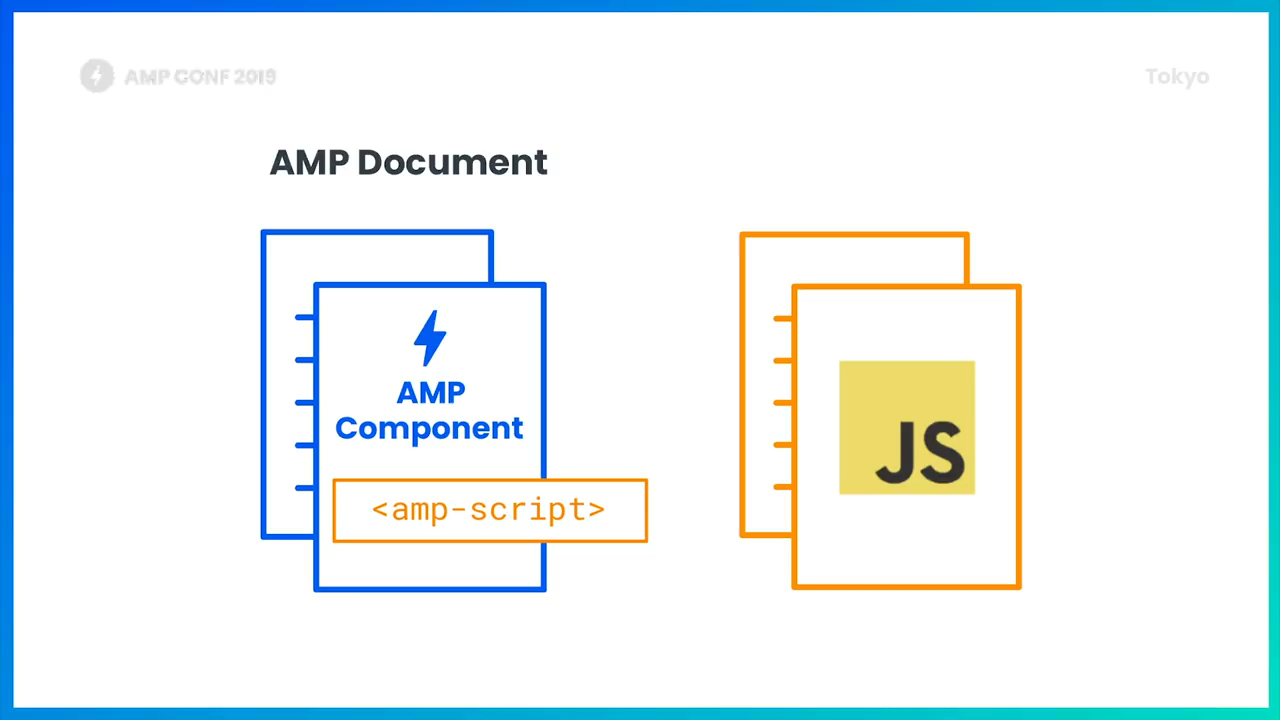 AMP CONF 2019
Tokyo
AMP Document
AMP
Component
<amp-script>
JS